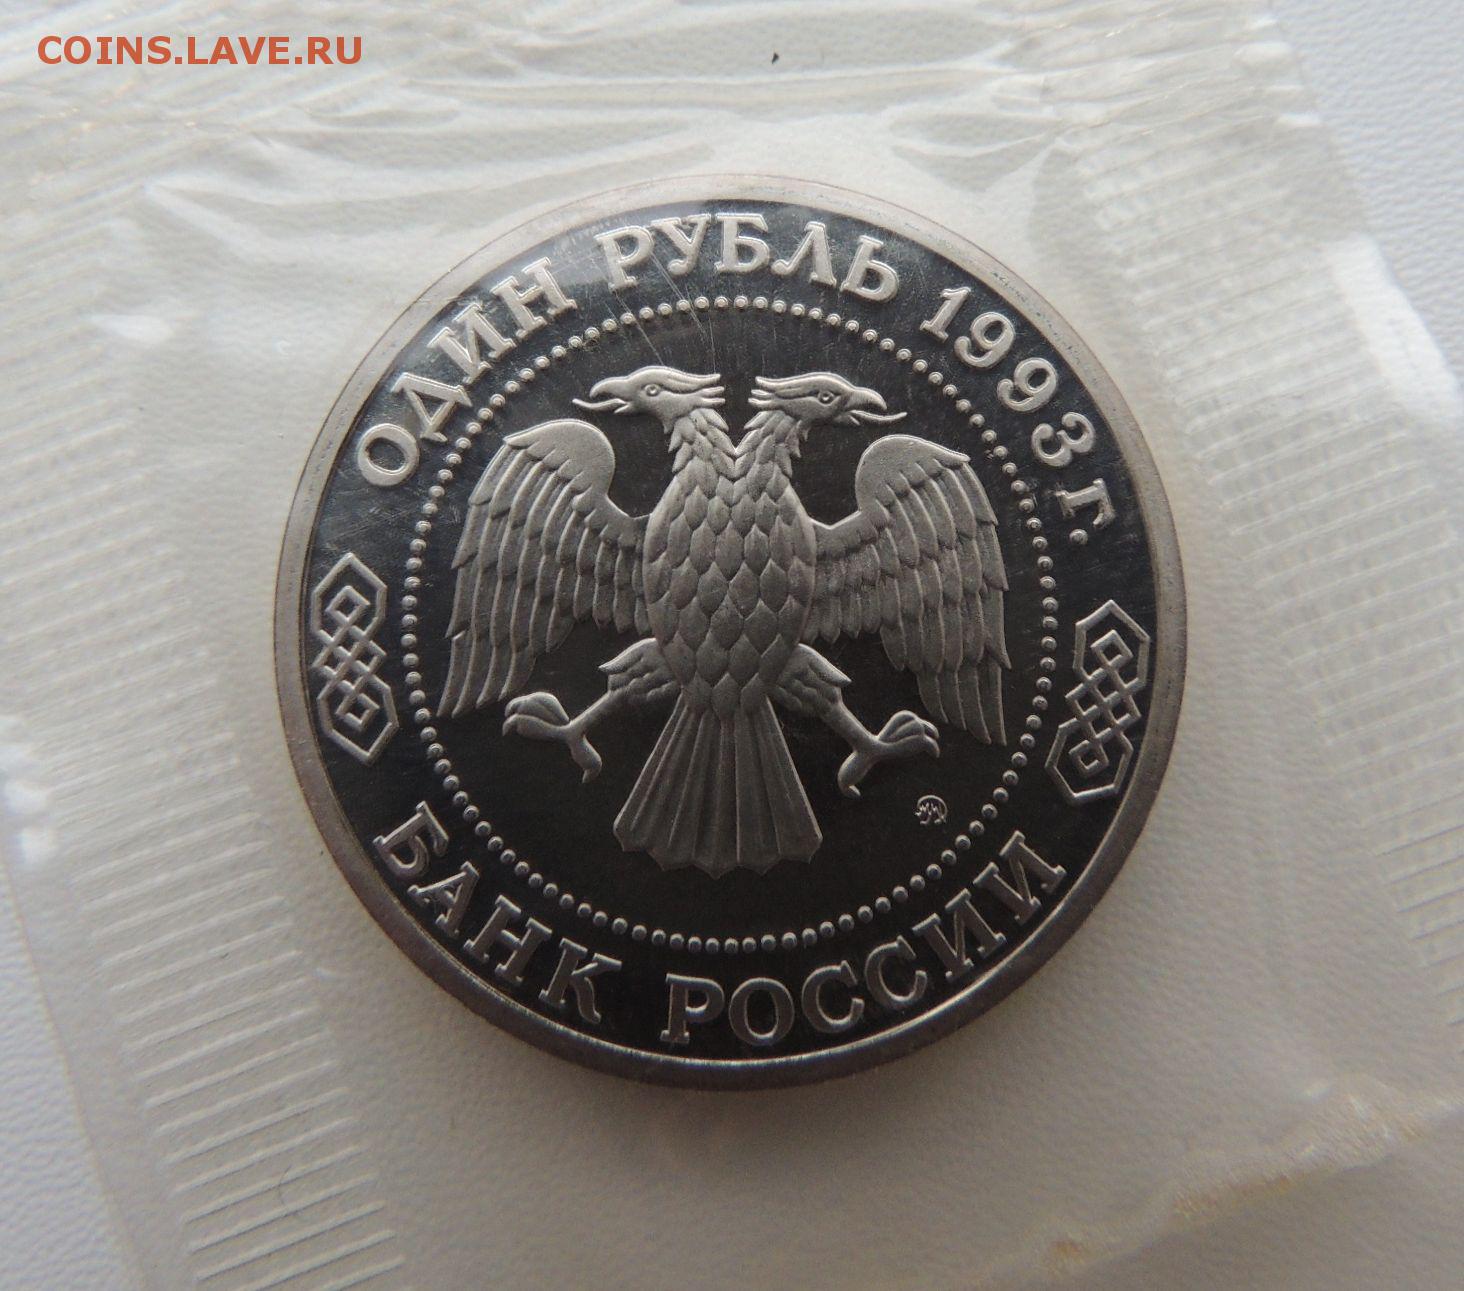 COINS.LAVE.RU
ОДИН РУБЛЬ 1993 г.
БАНК РОССИИ